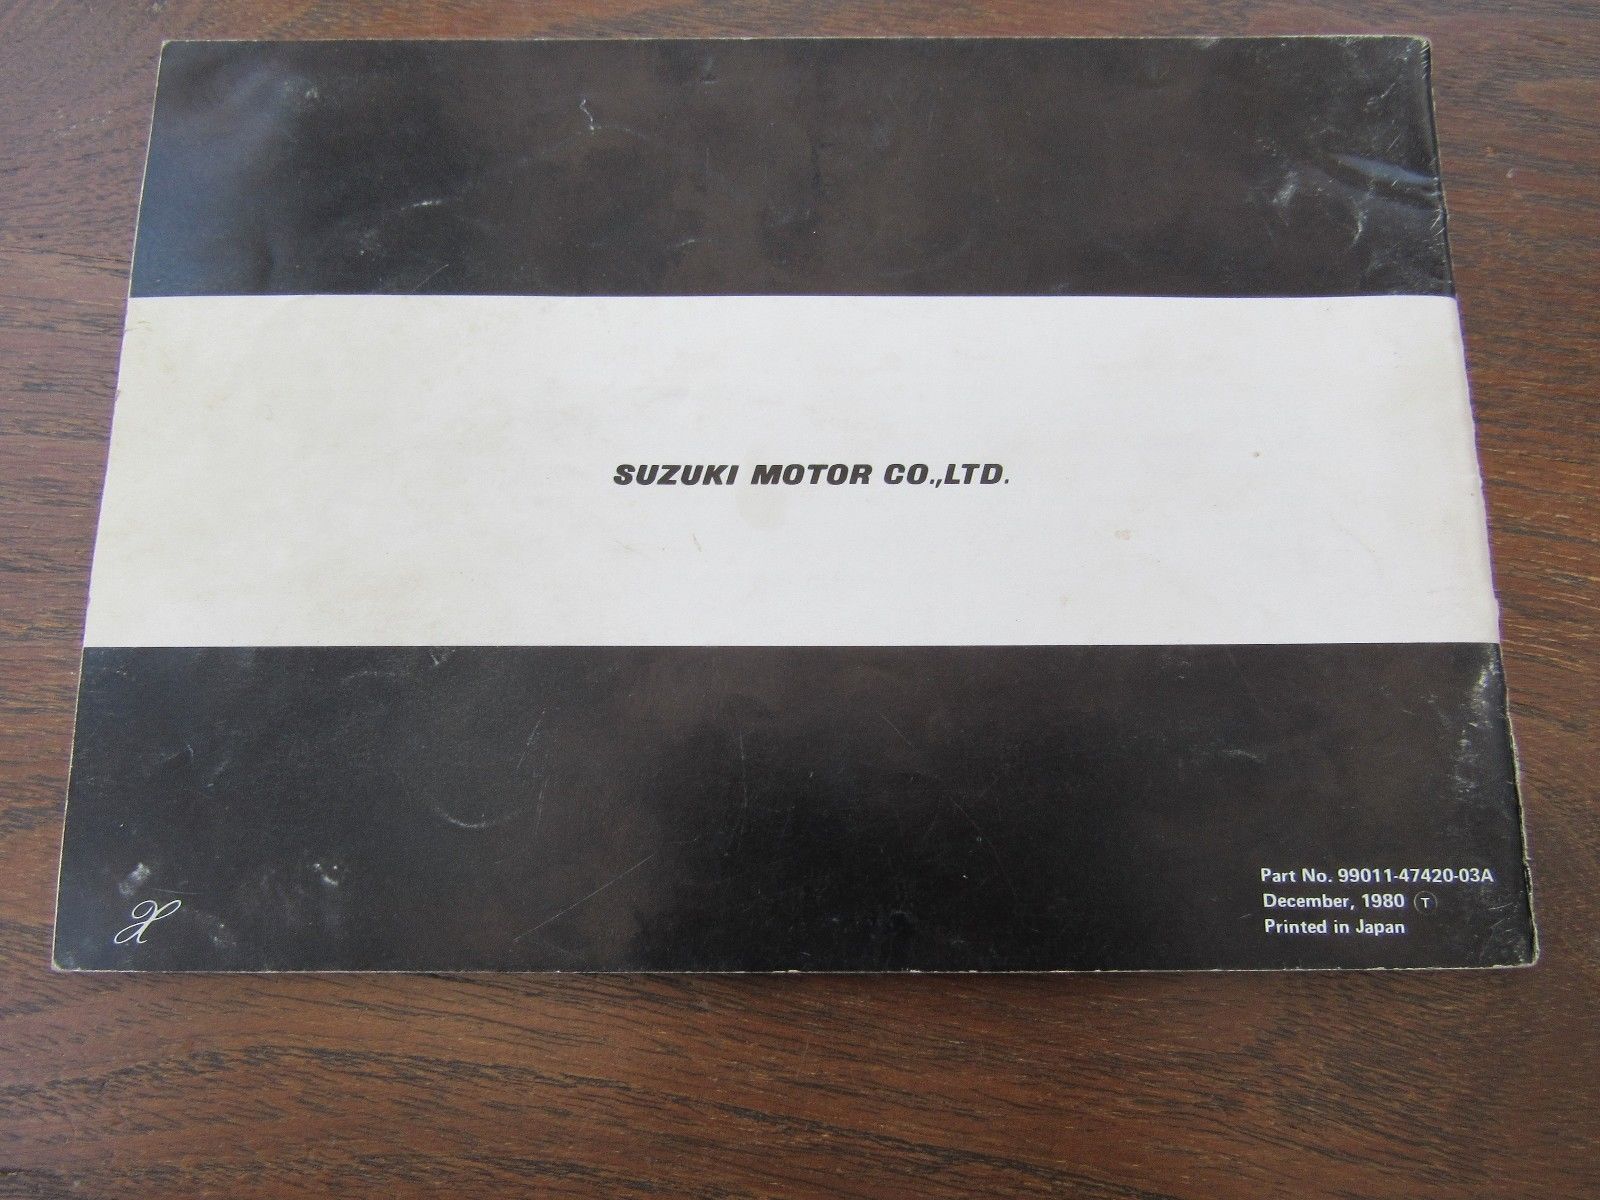 SUZUKI MOTOR CO.,LTD.
Part No. 99011-47420-03A
December, 1980 Ⓣ
Printed in Japan
X